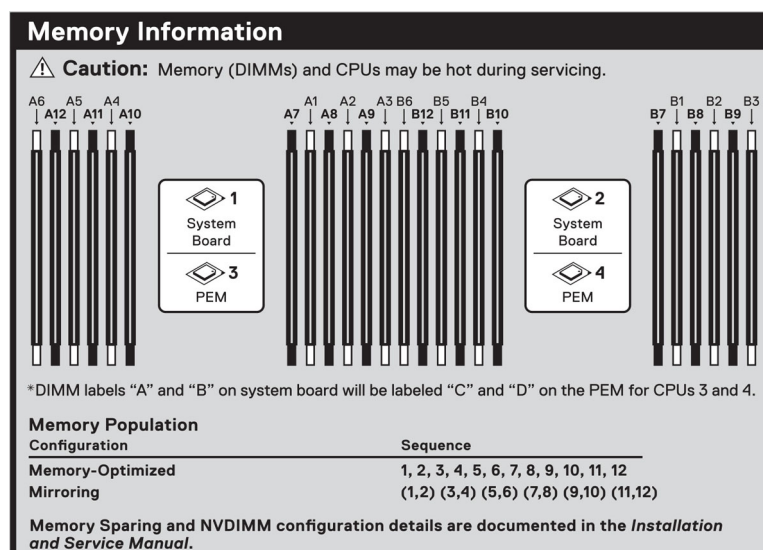 Memory Information
Caution: Memory (DIMMs) and CPUs may be hot during servicing.
A6 A5 A4 A1 A2 A3 B6 B5 B4 B1 B2 B3
A12 A11 A10 A7 A8 A9 B12 B11 B10 B7 B8 B9
1
System
Board
3
PEM
2
System
Board
4
PEM
*DIMM labels “A” and “B” on system board will be labeled “C” and “D” on the PEM for CPUs 3 and 4.
Memory Population
Configuration Sequence
Memory-Optimized 1, 2, 3, 4, 5, 6, 7, 8, 9, 10, 11, 12
Mirroring (1,2) (3,4) (5,6) (7,8) (9,10) (11,12)
Memory Sparing and NVDIMM configuration details are documented in the Installation
and Service Manual.